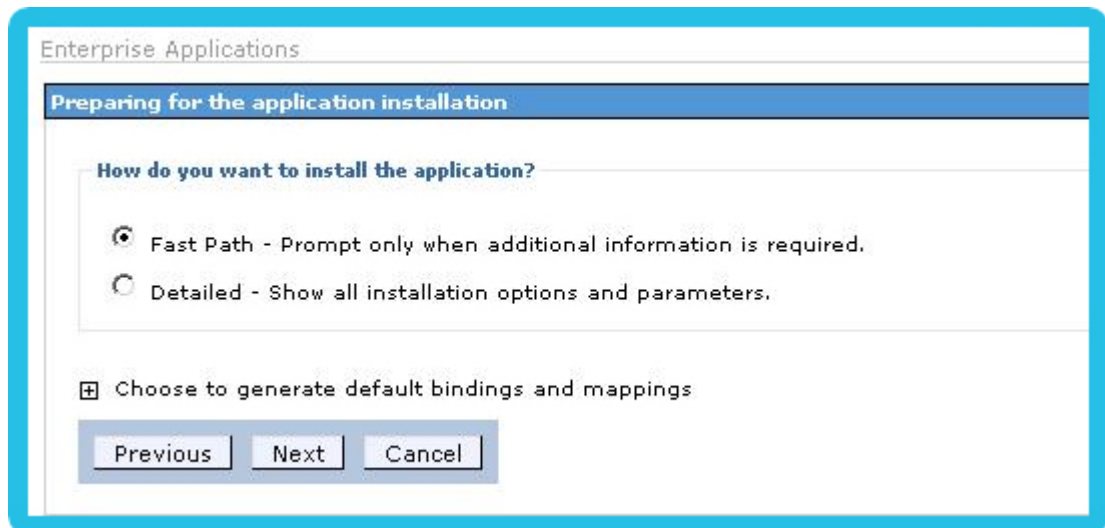 Enterprise Applications
Preparing for the application installation
How do you want to install the application?
Fast Path - Prompt only when additional information is required.
Detailed - Show all installation options and parameters.
Choose to generate default bindings and mappings
Previous Next Cancel